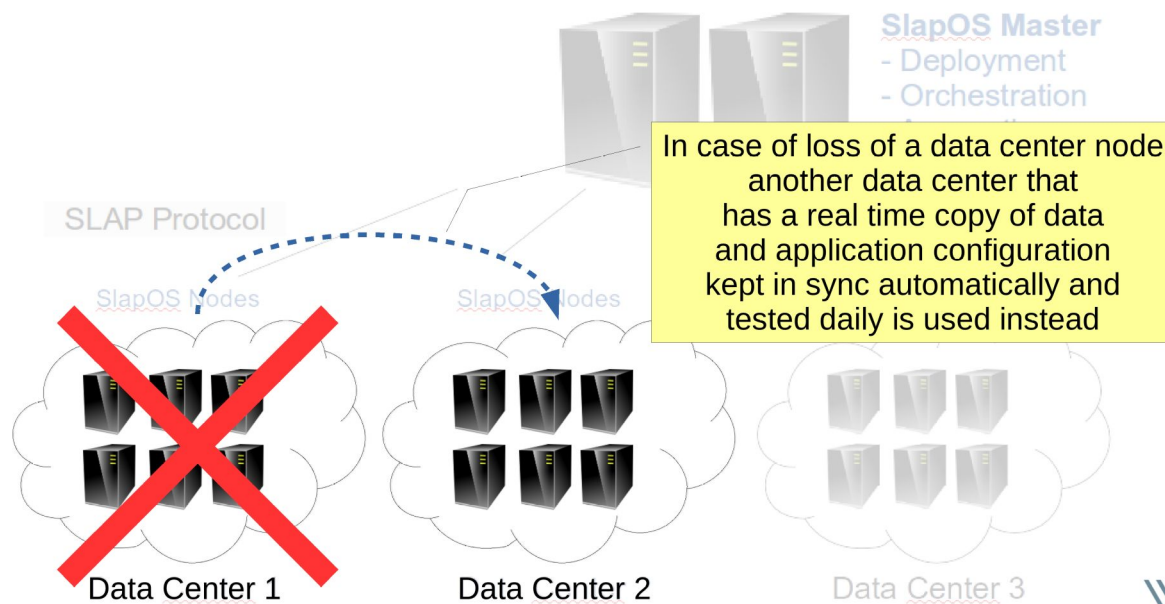 SlapOS Master
- Deployment
- Orchestration
In case of loss of a data center node
another data center that
has a real time copy of data
and application configuration
kept in sync automatically and
tested daily is used instead
SLAP Protocol
SlapOS Nodes
SlapOS Nodes
Data Center 1
Data Center 2
Data Center 3